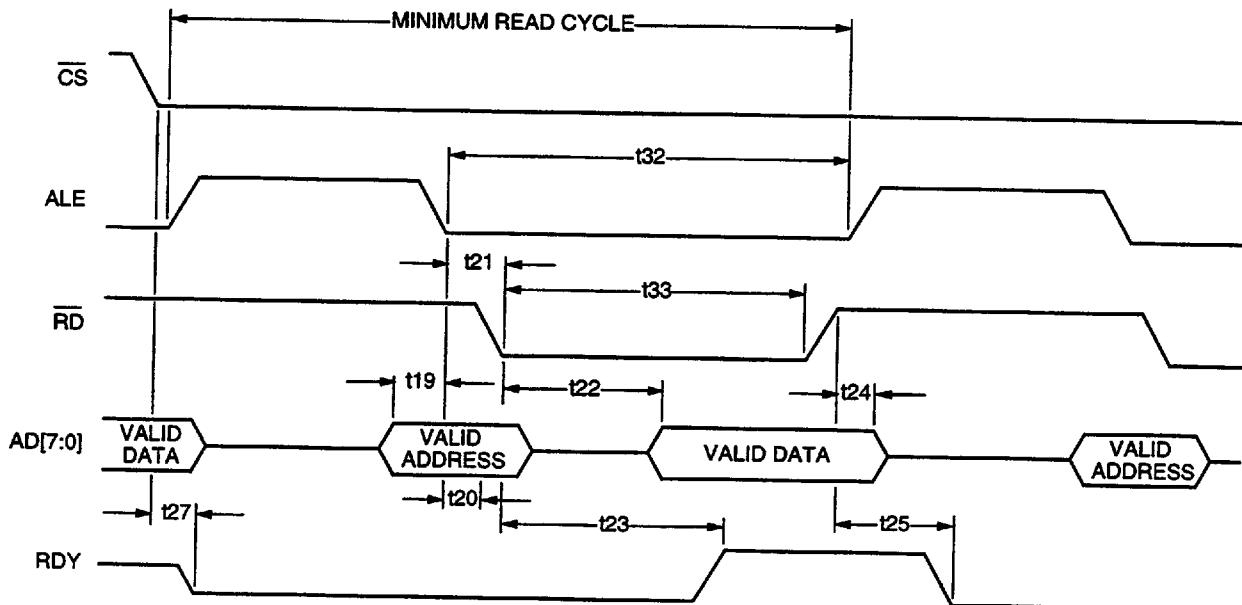 MINIMUM READ CYCLE
CS
t32
ALE
t21
t33
RD
t19
t22
t24
AD[7:0]
VALID
DATA
VALID
ADDRESS
VALID DATA
VALID
ADDRESS
t20
t27
t23
t25
RDY